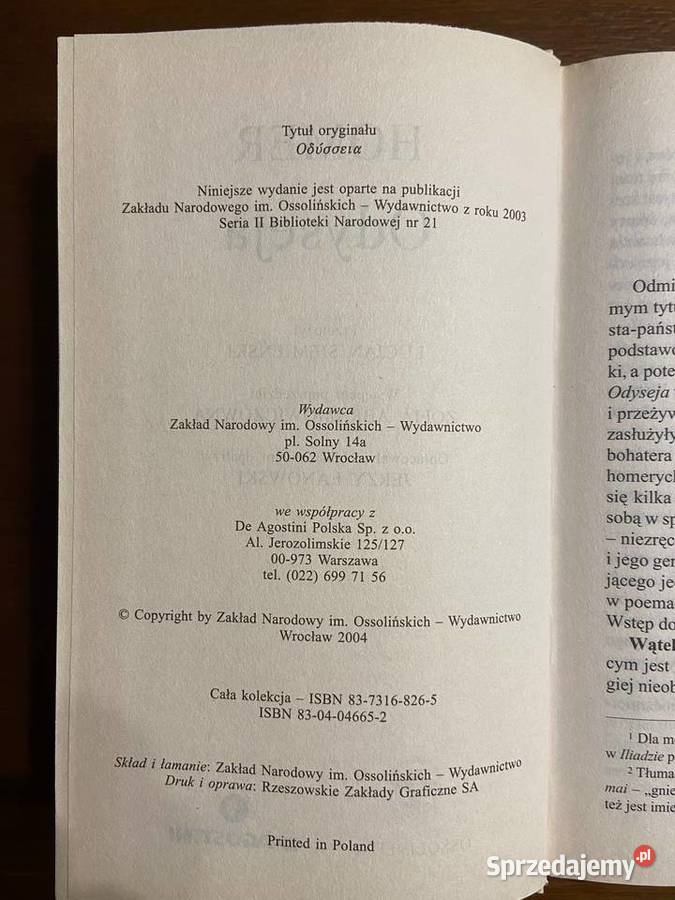 Tytuł oryginału
Οδύσσεια
Niniejsze wydanie jest oparte na publikacji
Zakładu Narodowego im. Ossolińskich – Wydawnictwo z roku 2003
Seria II Biblioteki Narodowej nr 21
Wydawca
Zakład Narodowy im. Ossolińskich – Wydawnictwo
pl. Solny 14a
50-062 Wrocław
we współpracy z
De Agostini Polska Sp. z o.o.
Al. Jerozolimskie 125/127
00-973 Warszawa
tel. (022) 699 71 56
© Copyright by Zakład Narodowy im. Ossolińskich – Wydawnictwo
Wrocław 2004
Cała kolekcja – ISBN 83-7316-826-5
ISBN 83-04-04665-2
Skład i łamanie: Zakład Narodowy im. Ossolińskich – Wydawnictwo
Druk i oprawa: Rzeszowskie Zakłady Graficzne SA
Printed in Poland
Odmi
mym tytu
sta-państ
podstawo
ki, a pote
Odyseja
i przeżyw
zasłużyły
bohatera
homerych
się kilka
sobą w sp
– niezręc
i jego gen
jącego je
w poema
Wstęp do
Wątek
cym jest
giej nieob
1 Dla m
w Iliadzie p
2 Tłuma
mai – „gnie
też jest imie
Sprzedajemy.pl